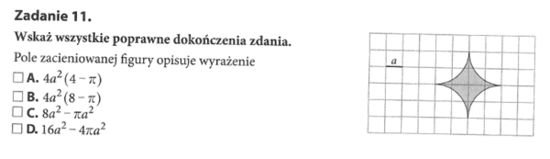 Zadanie 11.
Wskaż wszystkie poprawne dokończenia zdania.
Pole zacieniowanej figury opisuje wyrażenie
☐ A. 4a²(4 – π)
☐ B. 4a²(8 – π)
☐ C. 8a² – πa²
☐ D. 16a² – 4πa²
a